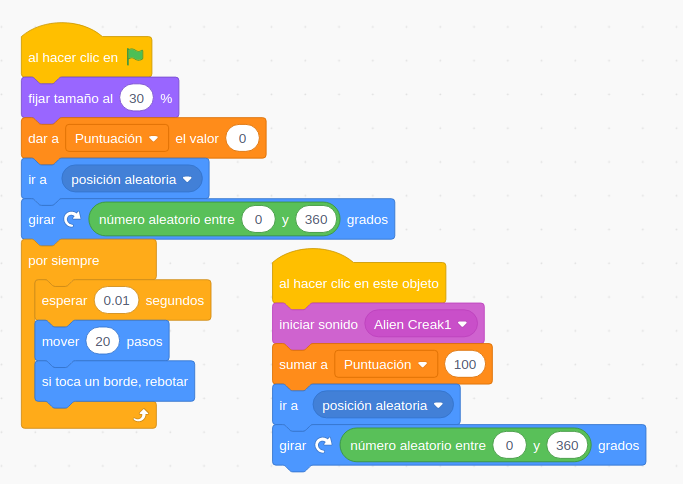 al hacer clic en
fijar tamaño al 30 %
dar a Puntuación el valor 0
ir a posición aleatoria
girar número aleatorio entre 0 y 360 grados
por siempre
esperar 0.01 segundos
mover 20 pasos
si toca un borde, rebotar
al hacer clic en este objeto
iniciar sonido Alien Creak1
sumar a Puntuación 100
ir a posición aleatoria
girar número aleatorio entre 0 y 360 grados